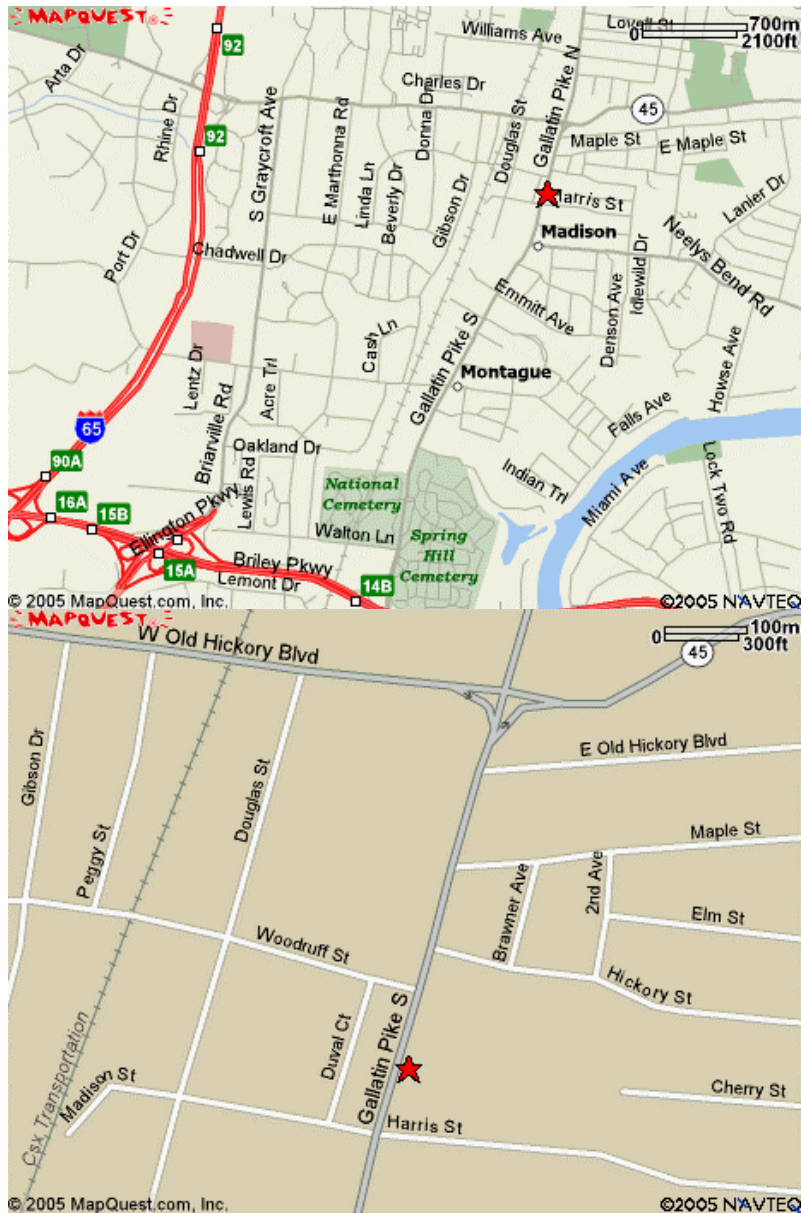 MAPQUEST
700m
0
2100ft
Williams Ave
Lovell St
92
Arta Dr
Charles Dr
Rhine Dr
92
S Graycroft Ave
E Marthonna Rd
Linda Ln
Beverly Dr
Donna Dr
Gibson Dr
Douglas St
Gallatin Pike N
45
Maple St
E Maple St
Harris St
Lanier Dr
Madison
Neelys Bend Rd
Port Dr
Chadwell Dr
Emmitt Ave
Denson Ave
Idlewild Dr
Cash Ln
Gallatin Pike S
Montague
Howse Ave
Lentz Dr
Acre Trl
Falls Ave
65
Briarville Rd
Oakland Dr
Lewis Rd
90A
16A
15B
Ellington Pkwy
National
Cemetery
Indian Trl
Miami Ave
Lock Two Rd
Walton Ln
Spring
Hill
Cemetery
Briley Pkwy
15A
Lemont Dr
14B
© 2005 MapQuest.com, Inc.
©2005 NAVTEQ
MAPQUEST
100m
0
300ft
W Old Hickory Blvd
45
Gibson Dr
Peggy St
Douglas St
E Old Hickory Blvd
Maple St
Brawner Ave
2nd Ave
Elm St
Woodruff St
Hickory St
Csx Transportation
Duval Ct
Gallatin Pike S
Madison St
Cherry St
Harris St
© 2005 MapQuest.com, Inc.
©2005 NAVTEQ